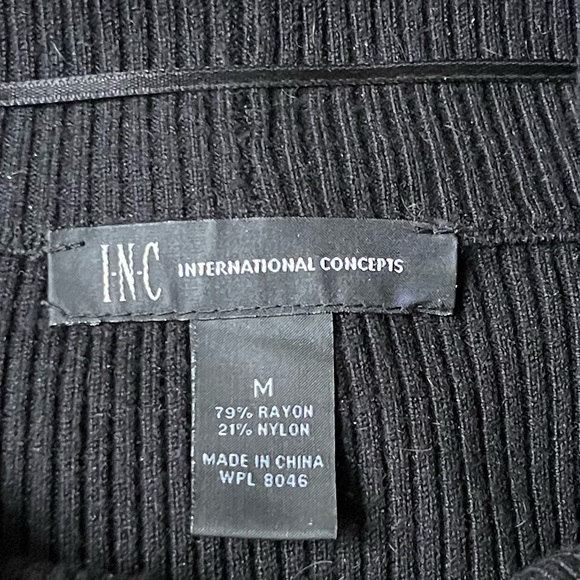 I·N·C INTERNATIONAL CONCEPTS
M
79% RAYON
21% NYLON
MADE IN CHINA
WPL 8046